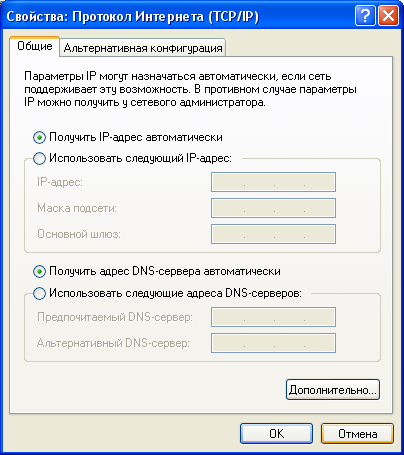 Свойства: Протокол Интернета (TCP/IP)
Общие
Альтернативная конфигурация
Параметры IP могут назначаться автоматически, если сеть
поддерживает эту возможность. В противном случае параметры
IP можно получить у сетевого администратора.
Получить IP-адрес автоматически
Использовать следующий IP-адрес:
IP-адрес:
Маска подсети:
Основной шлюз:
Получить адрес DNS-сервера автоматически
Использовать следующие адреса DNS-серверов:
Предпочитаемый DNS-сервер:
Альтернативный DNS-сервер:
Дополнительно...
ОК
Отмена